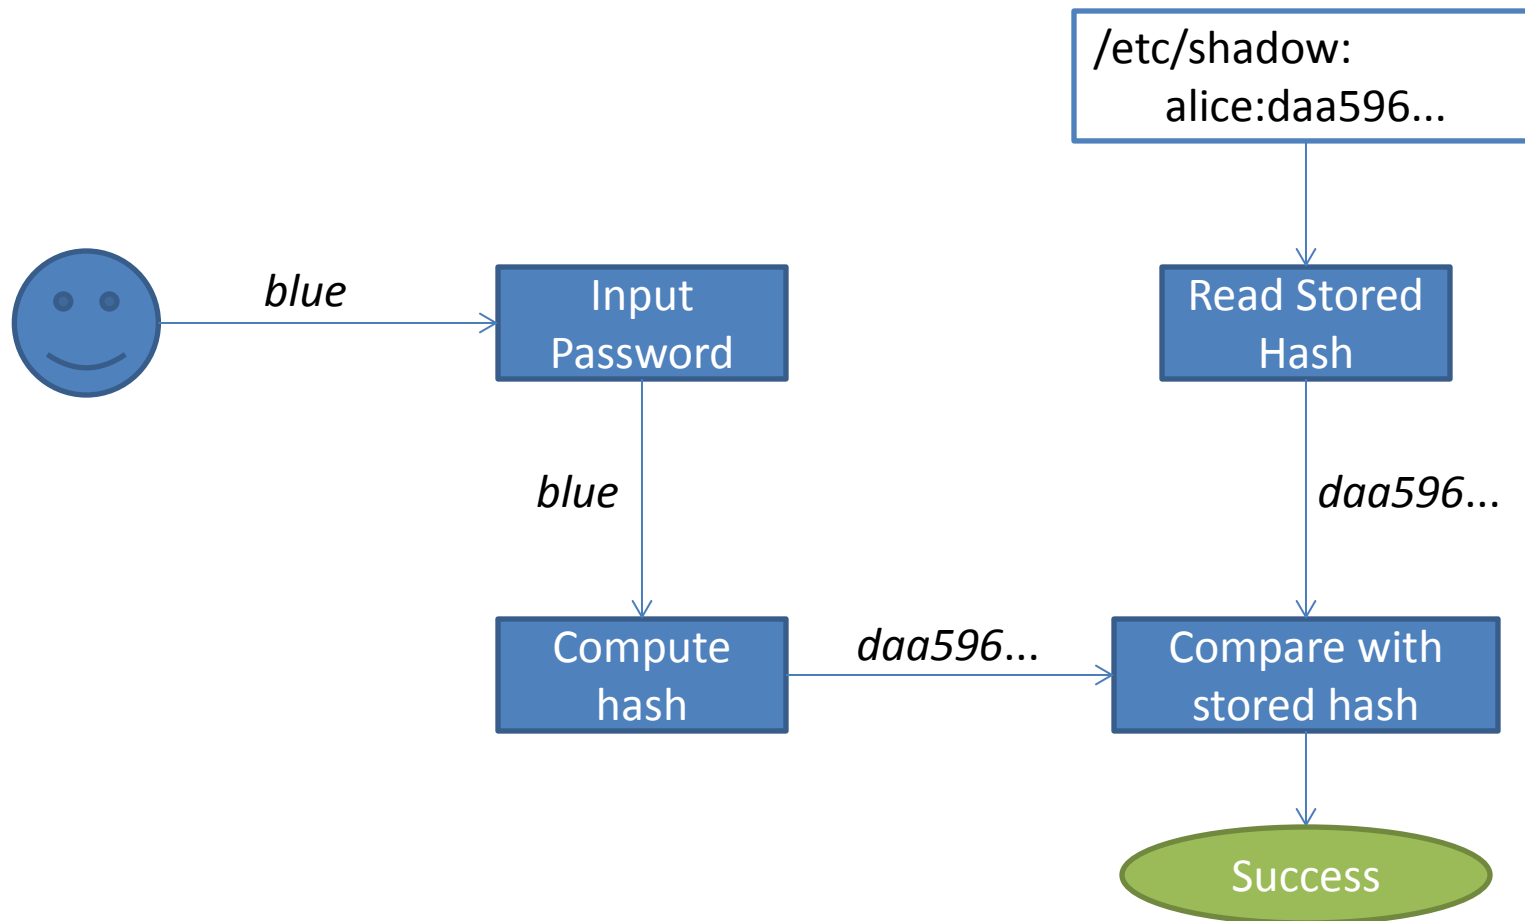 /etc/shadow:
alice:daa596...
blue
Input
Password
Read Stored
Hash
blue
daa596...
Compute
hash
daa596...
Compare with
stored hash
Success